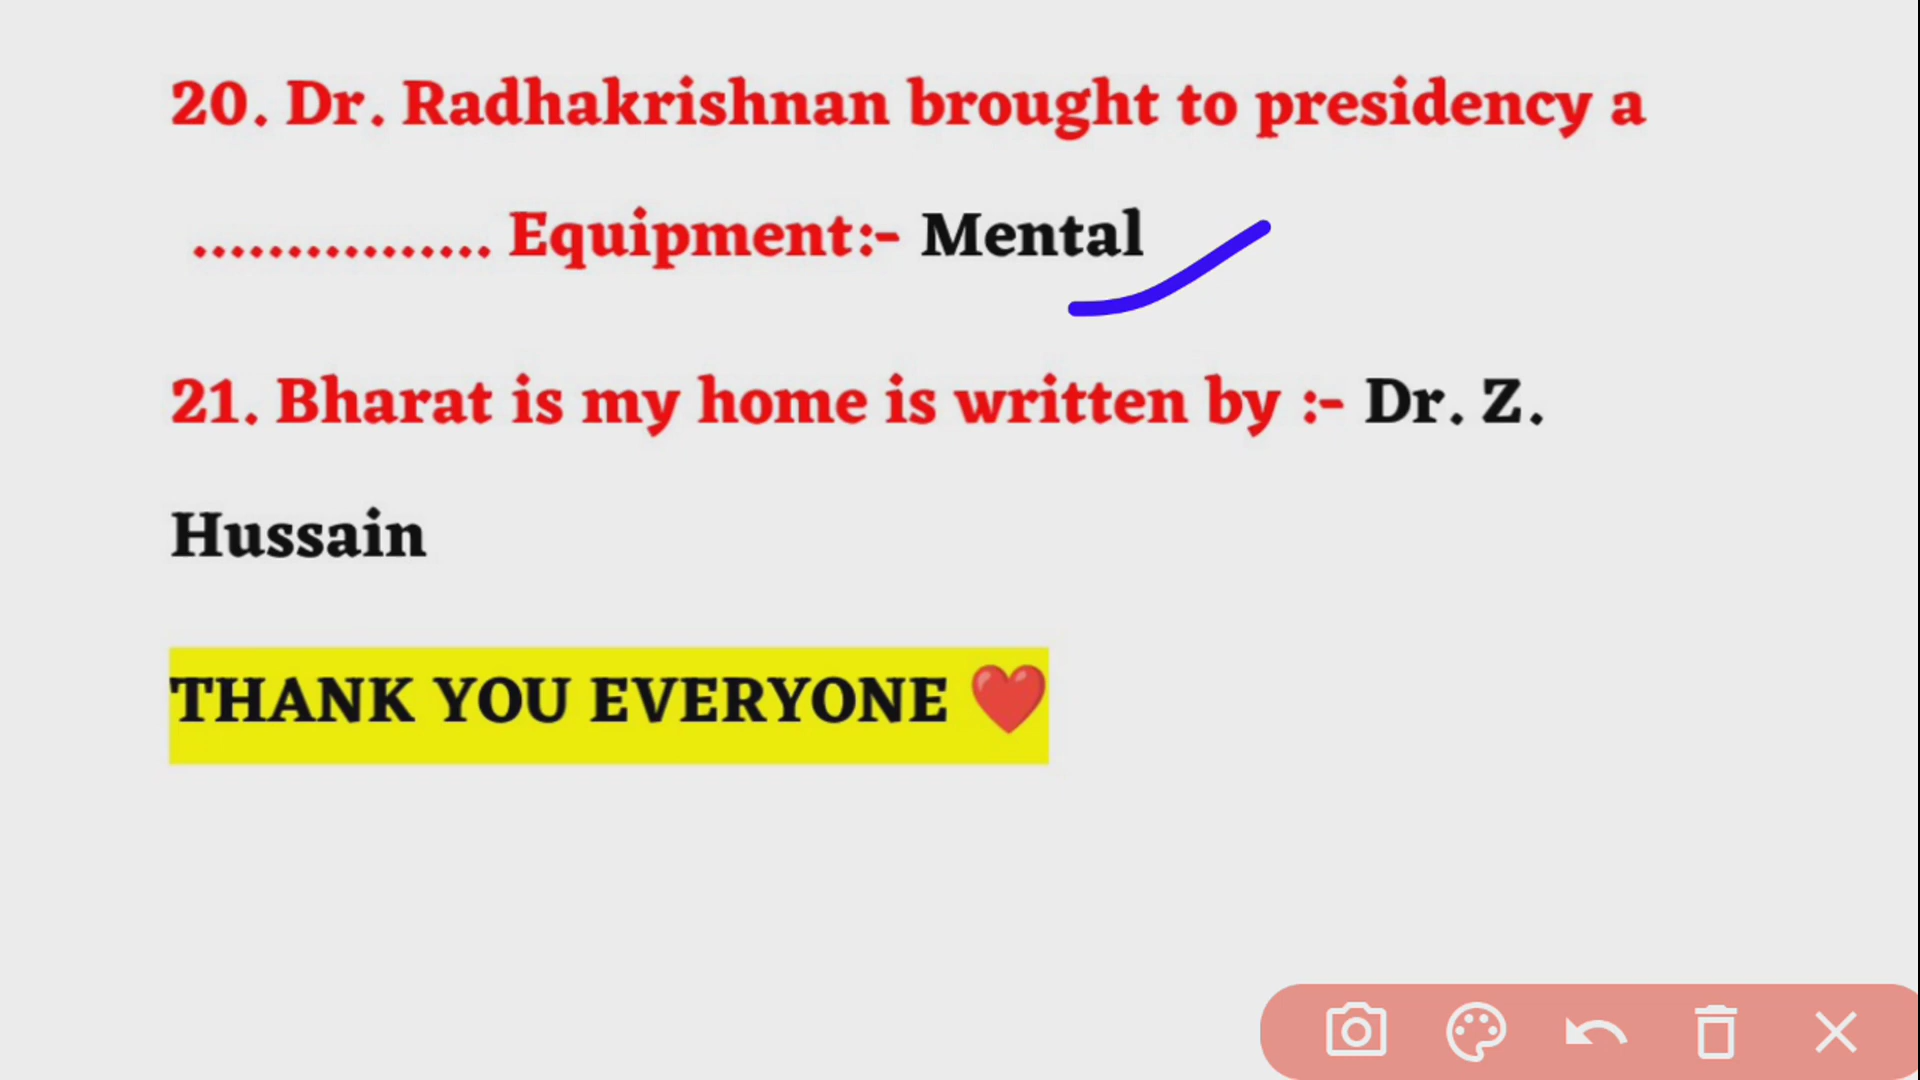 20. Dr. Radhakrishnan brought to presidency a
................ Equipment:- Mental
21. Bharat is my home is written by :- Dr. Z.
Hussain
THANK YOU EVERYONE ❤️